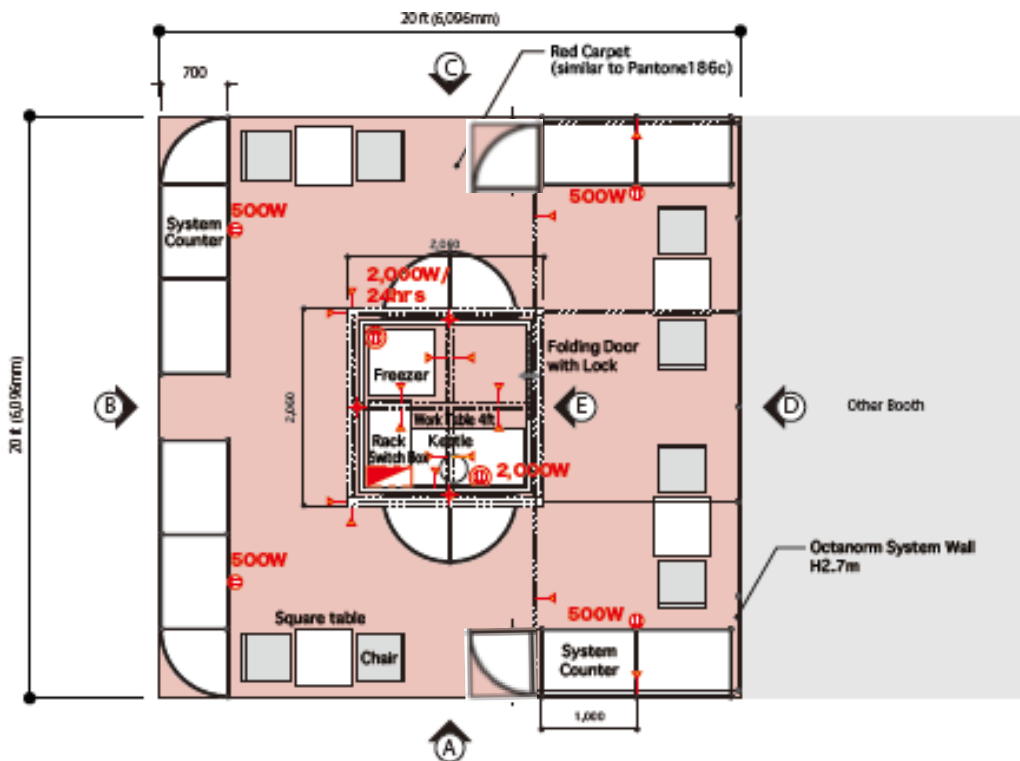 20 ft (6,096mm)
Red Carpet
(similar to Pantone186c)
C
700
500W
System
Counter
500W
2,060
2,000W/
24hrs
Folding Door
with Lock
Freezer
20 ft (6,096mm)
B
2,060
E
D
Other Booth
Work Table 4ft
Rack
Kettle
Switch Box
2,000W
Octanorm System Wall
H2.7m
500W
Square table
500W
Chair
System
Counter
1,000
A